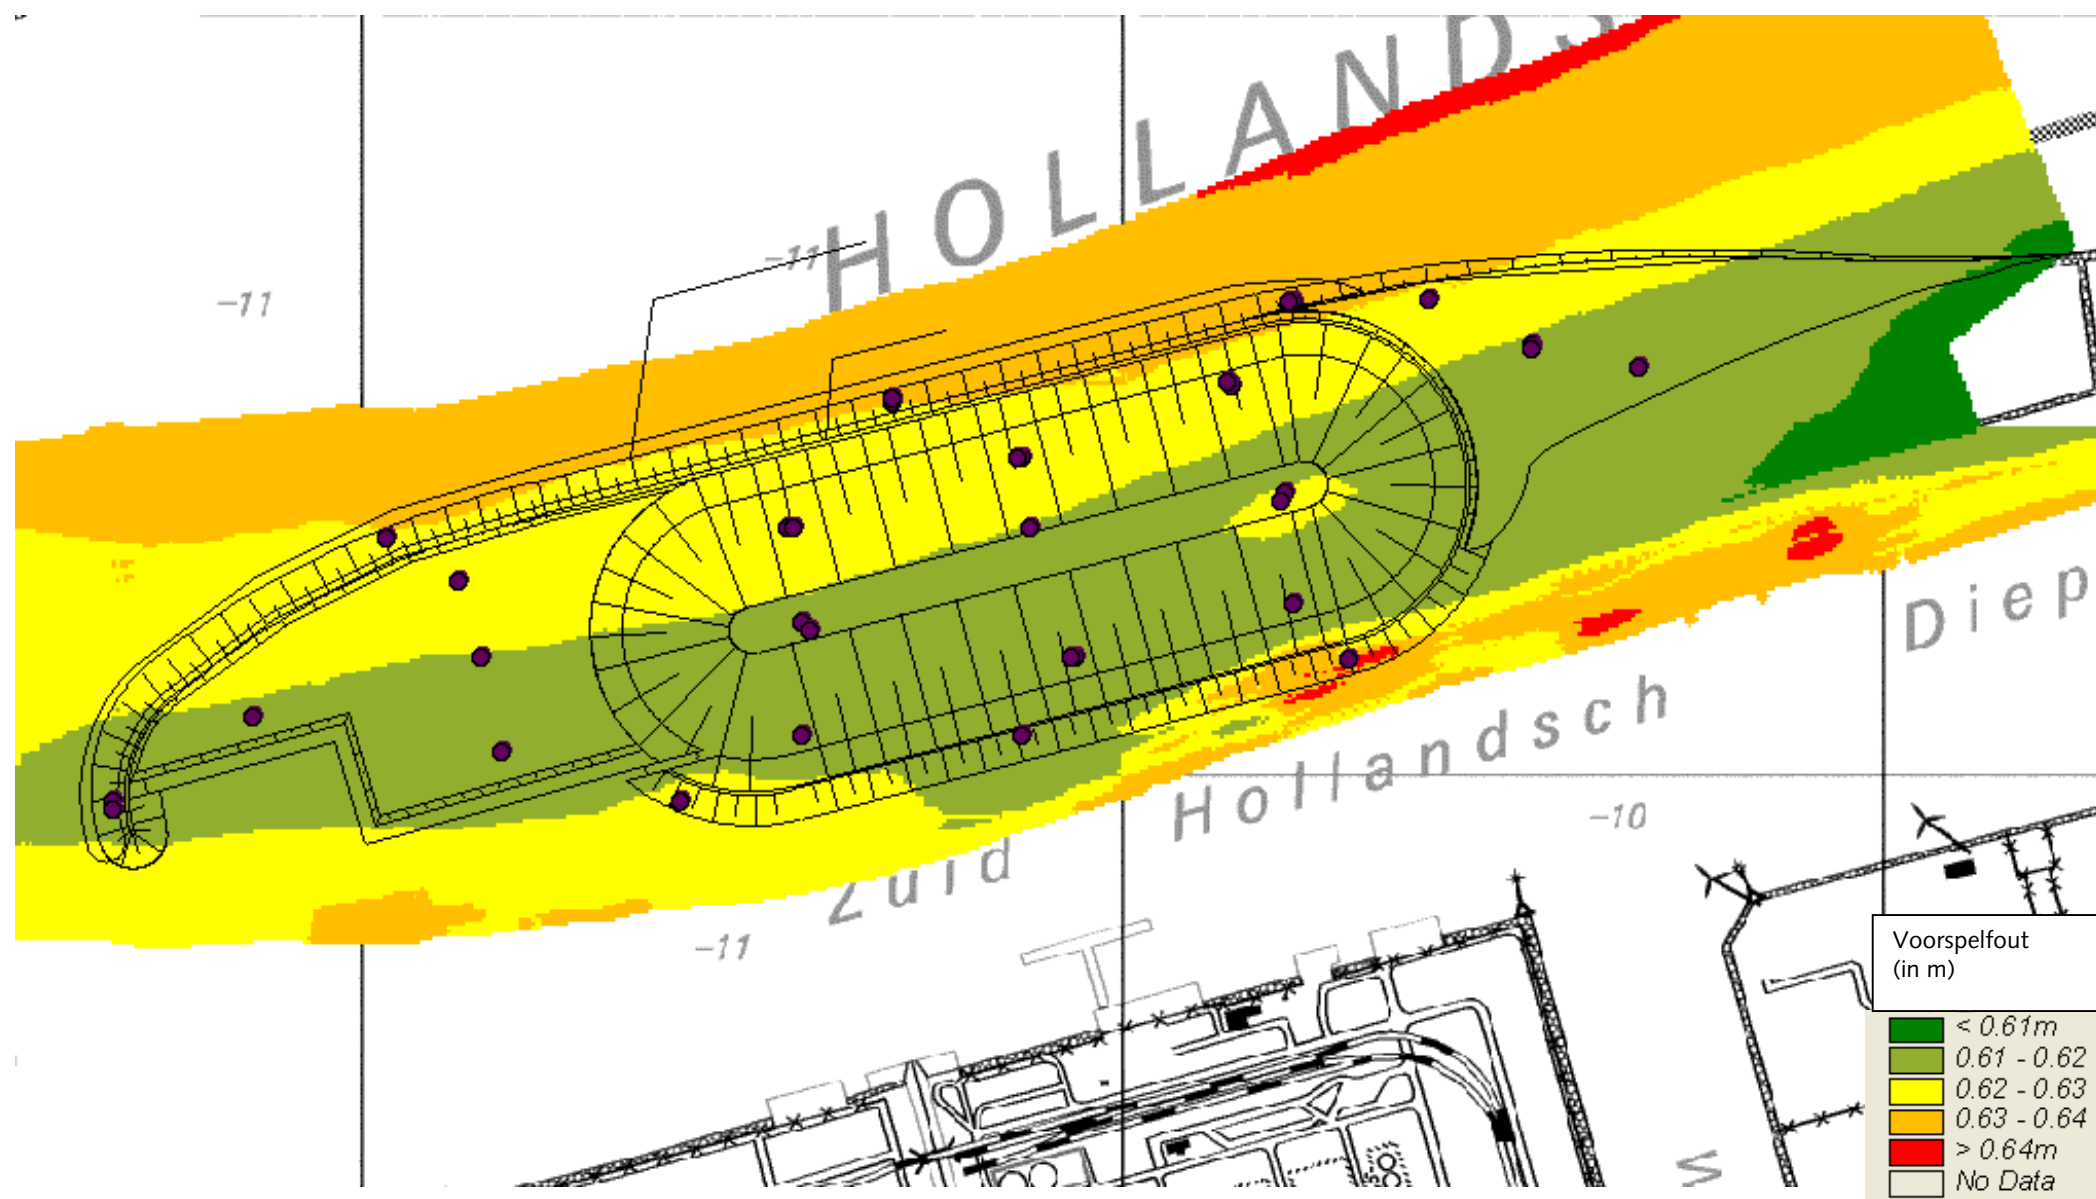 HOLLANDS
-11
-11
Diep
Hollandsch
Zuid
-10
-11
Voorspelfout
(in m)
< 0.61m
0.61 - 0.62
0.62 - 0.63
0.63 - 0.64
> 0.64m
No Data